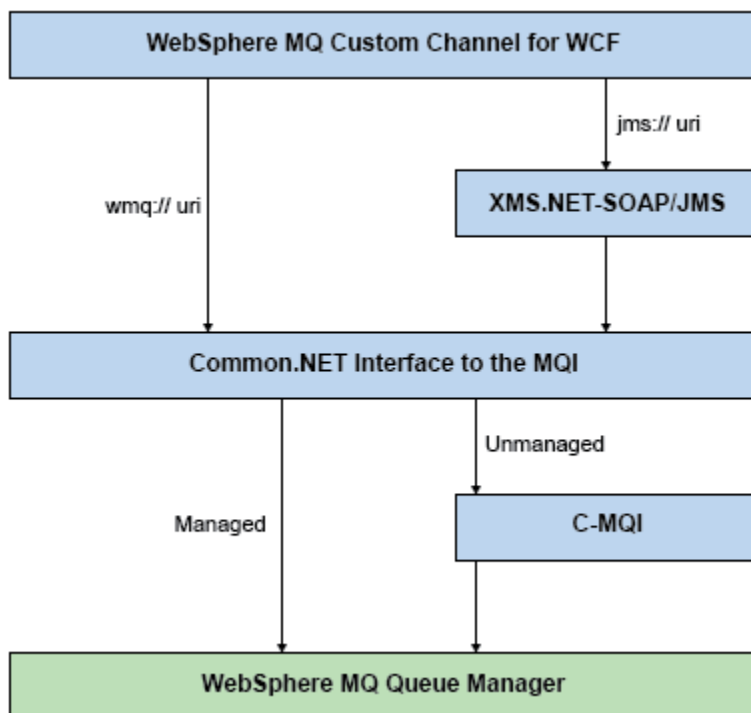 WebSphere MQ Custom Channel for WCF
jms:// uri
wmq:// uri
XMS.NET-SOAP/JMS
Common.NET Interface to the MQI
Unmanaged
Managed
C-MQI
WebSphere MQ Queue Manager